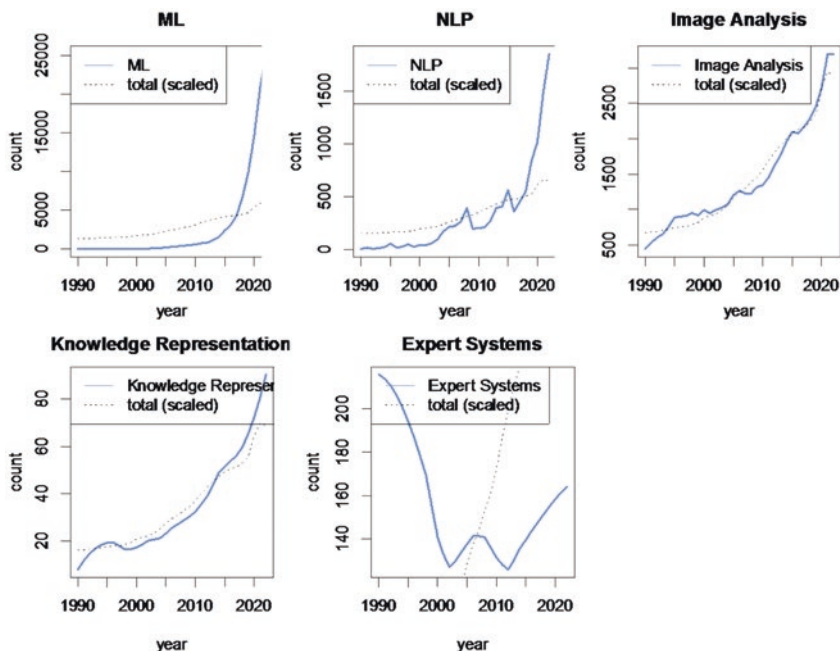 ML
ML
total (scaled)
count
0
5000
15000
25000
1990
2000
2010
2020
year
NLP
NLP
total (scaled)
count
0
500
1000
1500
1990
2000
2010
2020
year
Image Analysis
Image Analysis
total (scaled)
count
500
1500
2500
1990
2000
2010
2020
year
Knowledge Representation
Knowledge Represer
total (scaled)
count
20
40
60
80
1990
2000
2010
2020
year
Expert Systems
Expert Systems
total (scaled)
count
140
160
180
200
1990
2000
2010
2020
year